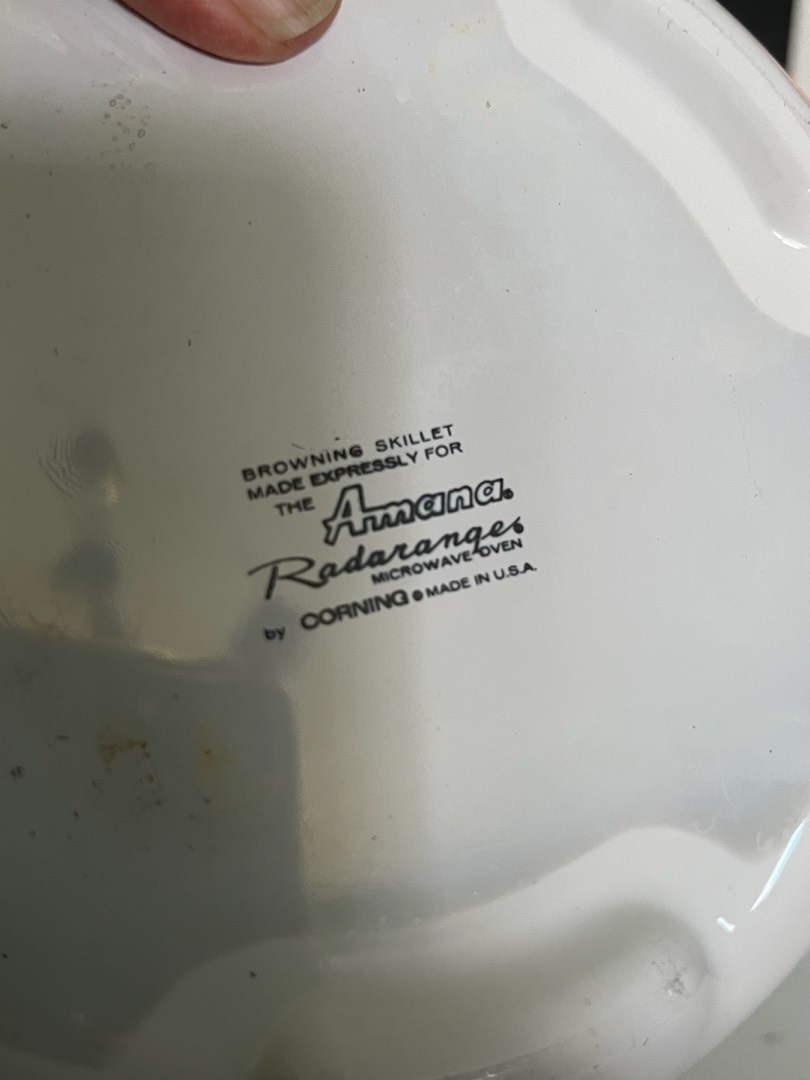 BROWNING SKILLET
MADE EXPRESSLY FOR
THE Amana®
Radarange®
MICROWAVE OVEN
by CORNING ® MADE IN U.S.A.